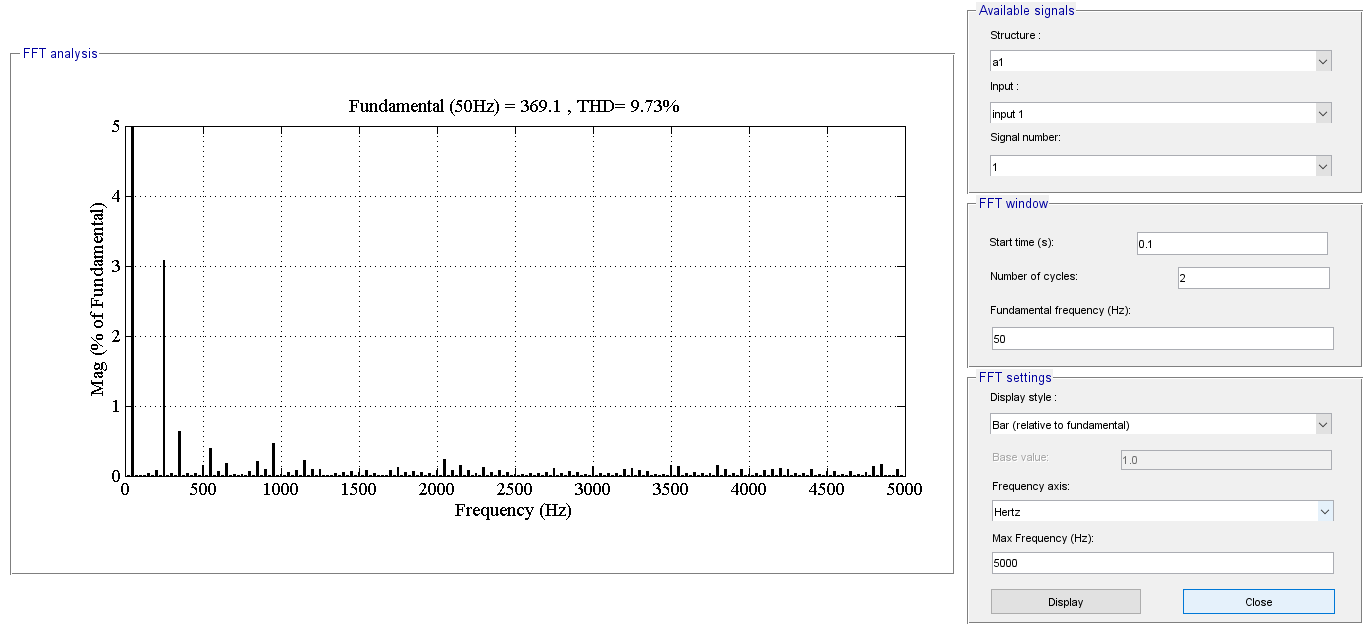 FFT analysis
Fundamental (50Hz) = 369.1 , THD= 9.73%
Mag (% of Fundamental)
5
4
3
2
1
0
0 500 1000 1500 2000 2500 3000 3500 4000 4500 5000
Frequency (Hz)
Available signals
Structure :
a1
Input :
input 1
Signal number:
1
FFT window
Start time (s):
0.1
Number of cycles:
2
Fundamental frequency (Hz):
50
FFT settings
Display style :
Bar (relative to fundamental)
Base value:
1.0
Frequency axis:
Hertz
Max Frequency (Hz):
5000
Display
Close